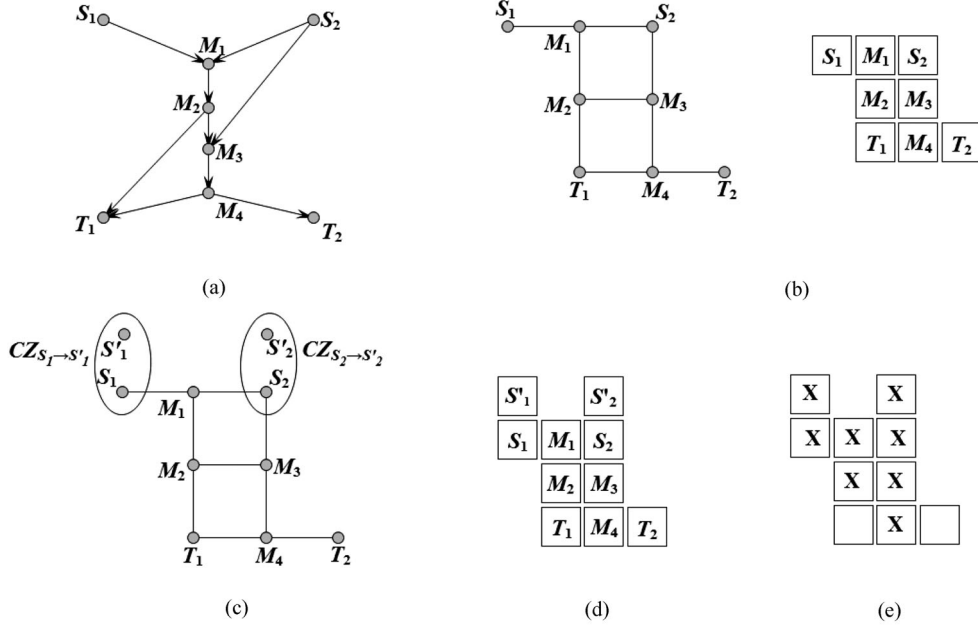 S1 S2
M1
M2
M3
M4
T1 T2
(a)
S1 S2
M1
M2 M3
T1 M4 T2
S1 M1 S2
M2 M3
T1 M4 T2
(b)
CZS1→S'1 S'1 S'2 CZS2→S'2
S1 S2
M1
M2 M3
T1 M4 T2
(c)
S'1 S'2
S1 M1 S2
M2 M3
T1 M4 T2
(d)
X X
X X X
X X
X
(e)